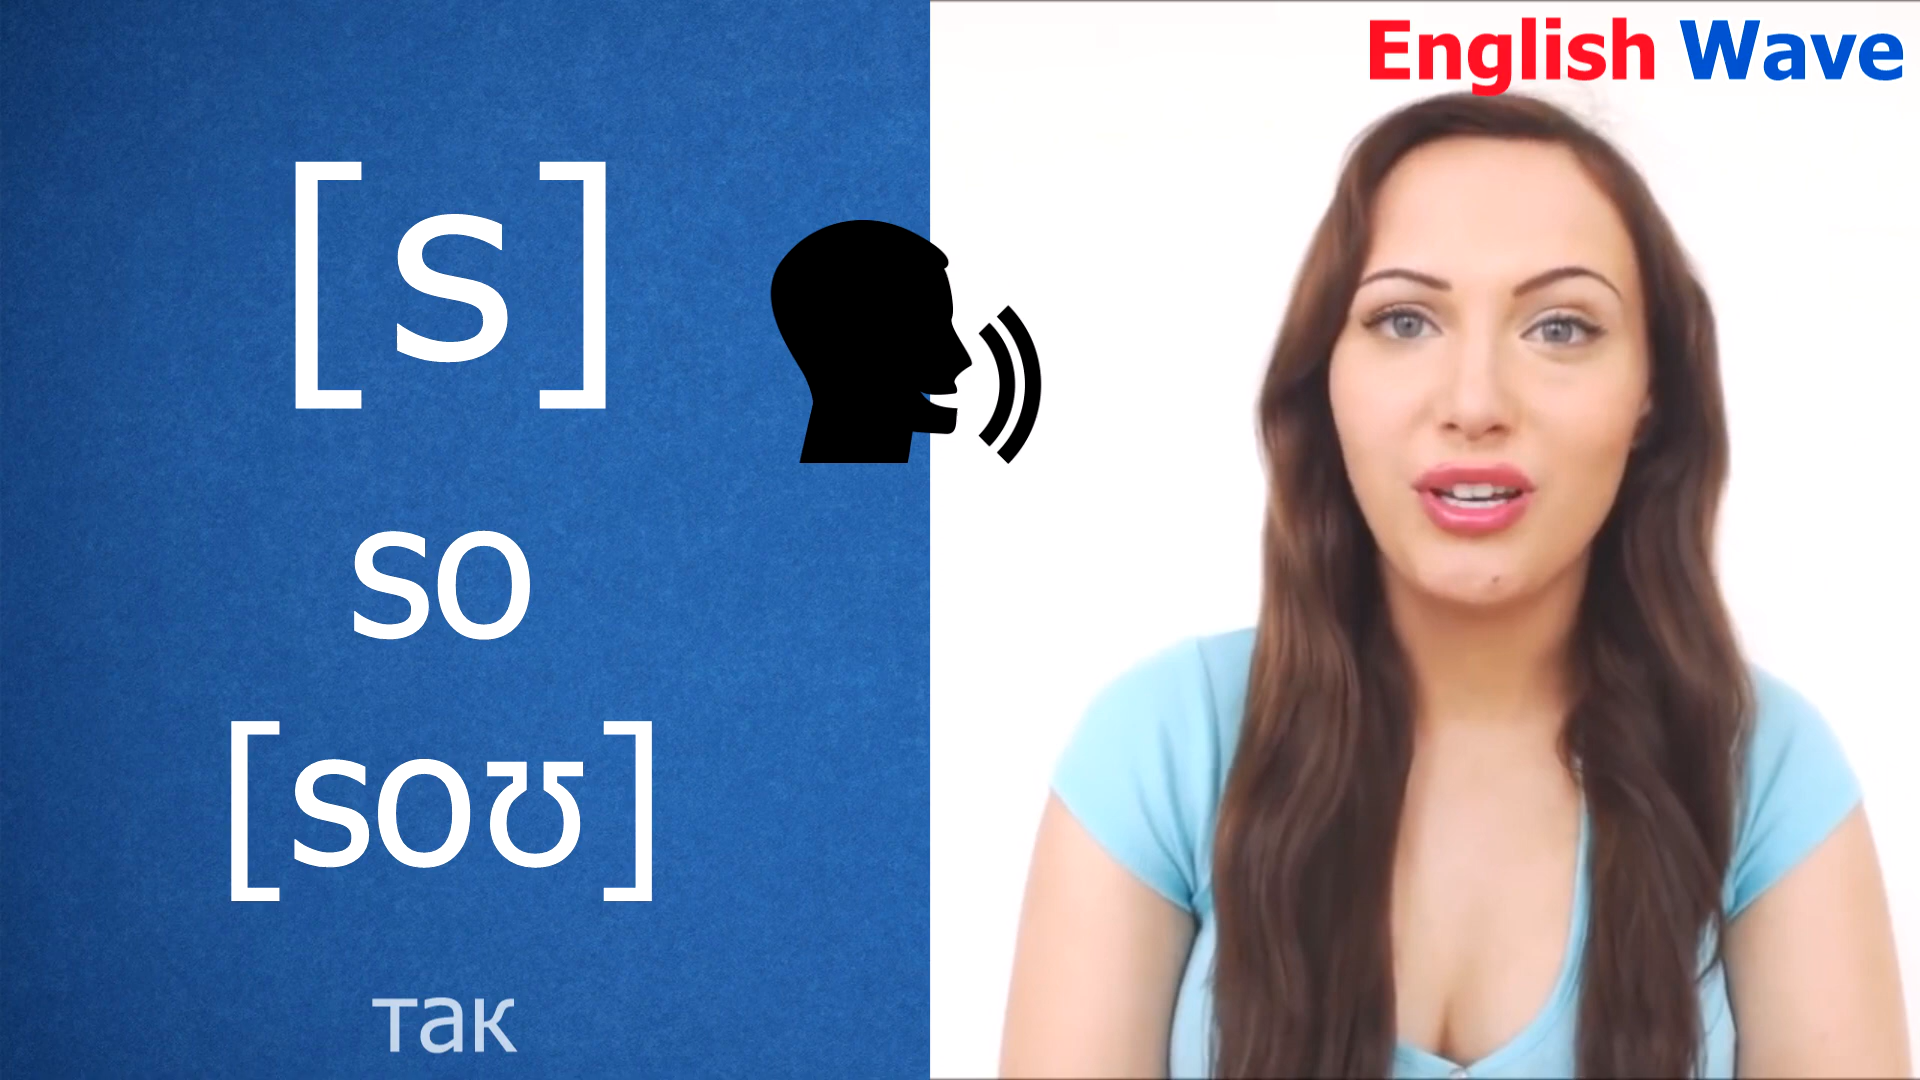 English Wave
[s]
so
[soʊ]
так